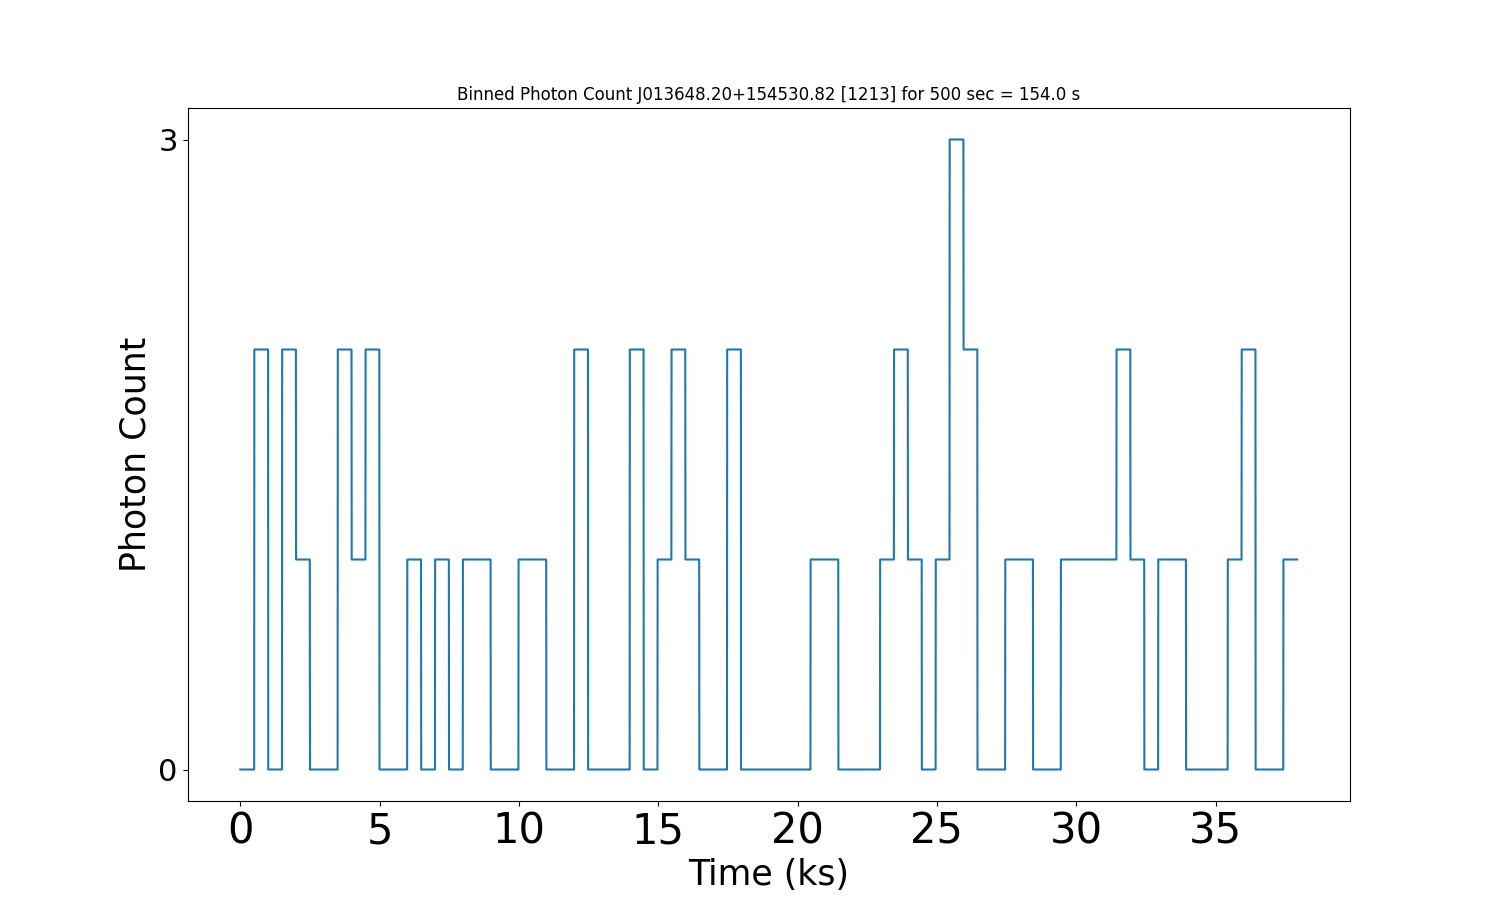 Binned Photon Count J013648.20+154530.82 [1213] for 500 sec = 154.0 s
3
0
Photon Count
0 5 10 15 20 25 30 35
Time (ks)